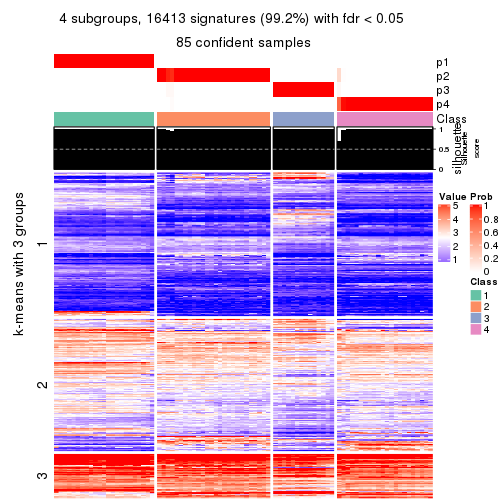 4 subgroups, 16413 signatures (99.2%) with fdr < 0.05
85 confident samples
p1
p2
p3
p4
Class
1
0.5
0
silhouette
Silhouette
score
k-means with 3 groups
1
2
3
Value
5
4
3
2
1
Prob
1
0.8
0.6
0.4
0.2
0
Class
1
2
3
4